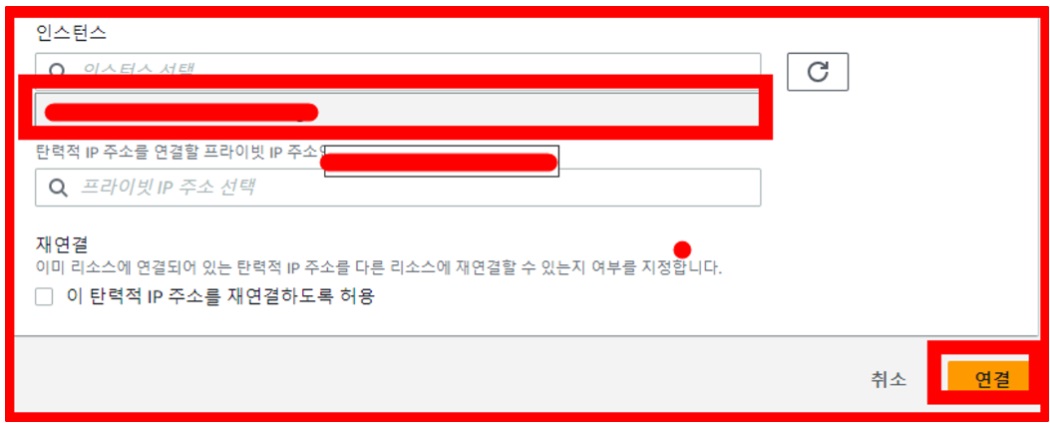 인스턴스
인스턴스 선택
탄력적 IP 주소를 연결할 프라이빗 IP 주소
프라이빗 IP 주소 선택
재연결
이미 리소스에 연결되어 있는 탄력적 IP 주소를 다른 리소스에 재연결할 수 있는지 여부를 지정합니다.
이 탄력적 IP 주소를 재연결하도록 허용
취소
연결